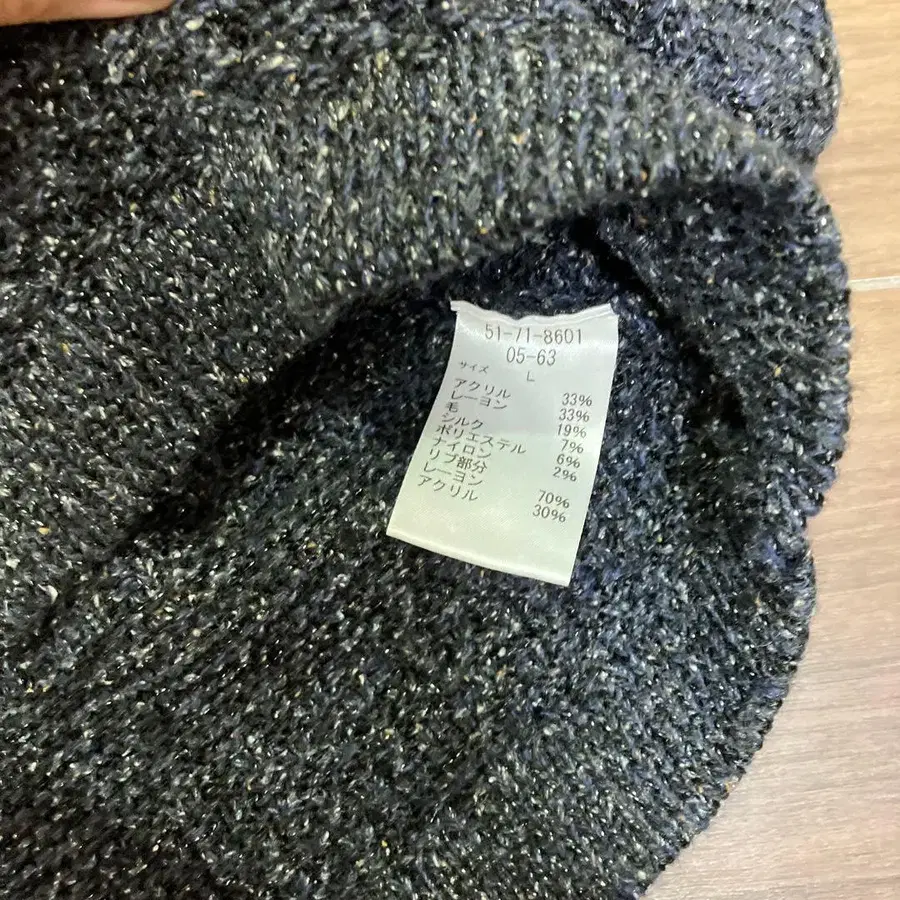 51-71-8601
05-63
サイズ L
アクリル 33%
レーヨン 33%
毛 19%
シルク 7%
ポリエステル 6%
ナイロン 2%
リブ部分
レーヨン 70%
アクリル 30%